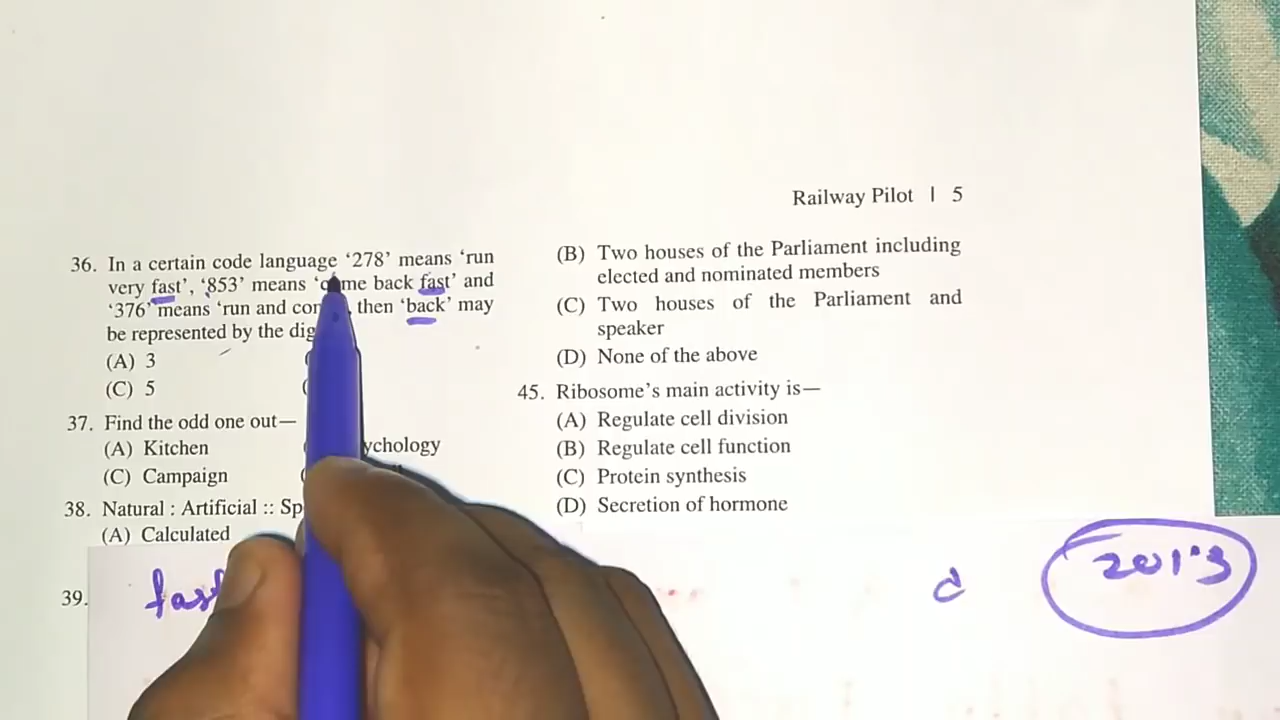 Railway Pilot | 5
36. In a certain code language ‘278’ means ‘run
very fast’, ‘853’ means ‘come back fast’ and
‘376’ means ‘run and com , then ‘back’ may
be represented by the dig
(A) 3
(C) 5
37. Find the odd one out—
(A) Kitchen ychology
(C) Campaign
38. Natural : Artificial :: Sp
(A) Calculated
39.
(B) Two houses of the Parliament including
elected and nominated members
(C) Two houses of the Parliament and
speaker
(D) None of the above
45. Ribosome’s main activity is—
(A) Regulate cell division
(B) Regulate cell function
(C) Protein synthesis
(D) Secretion of hormone
fast
2013